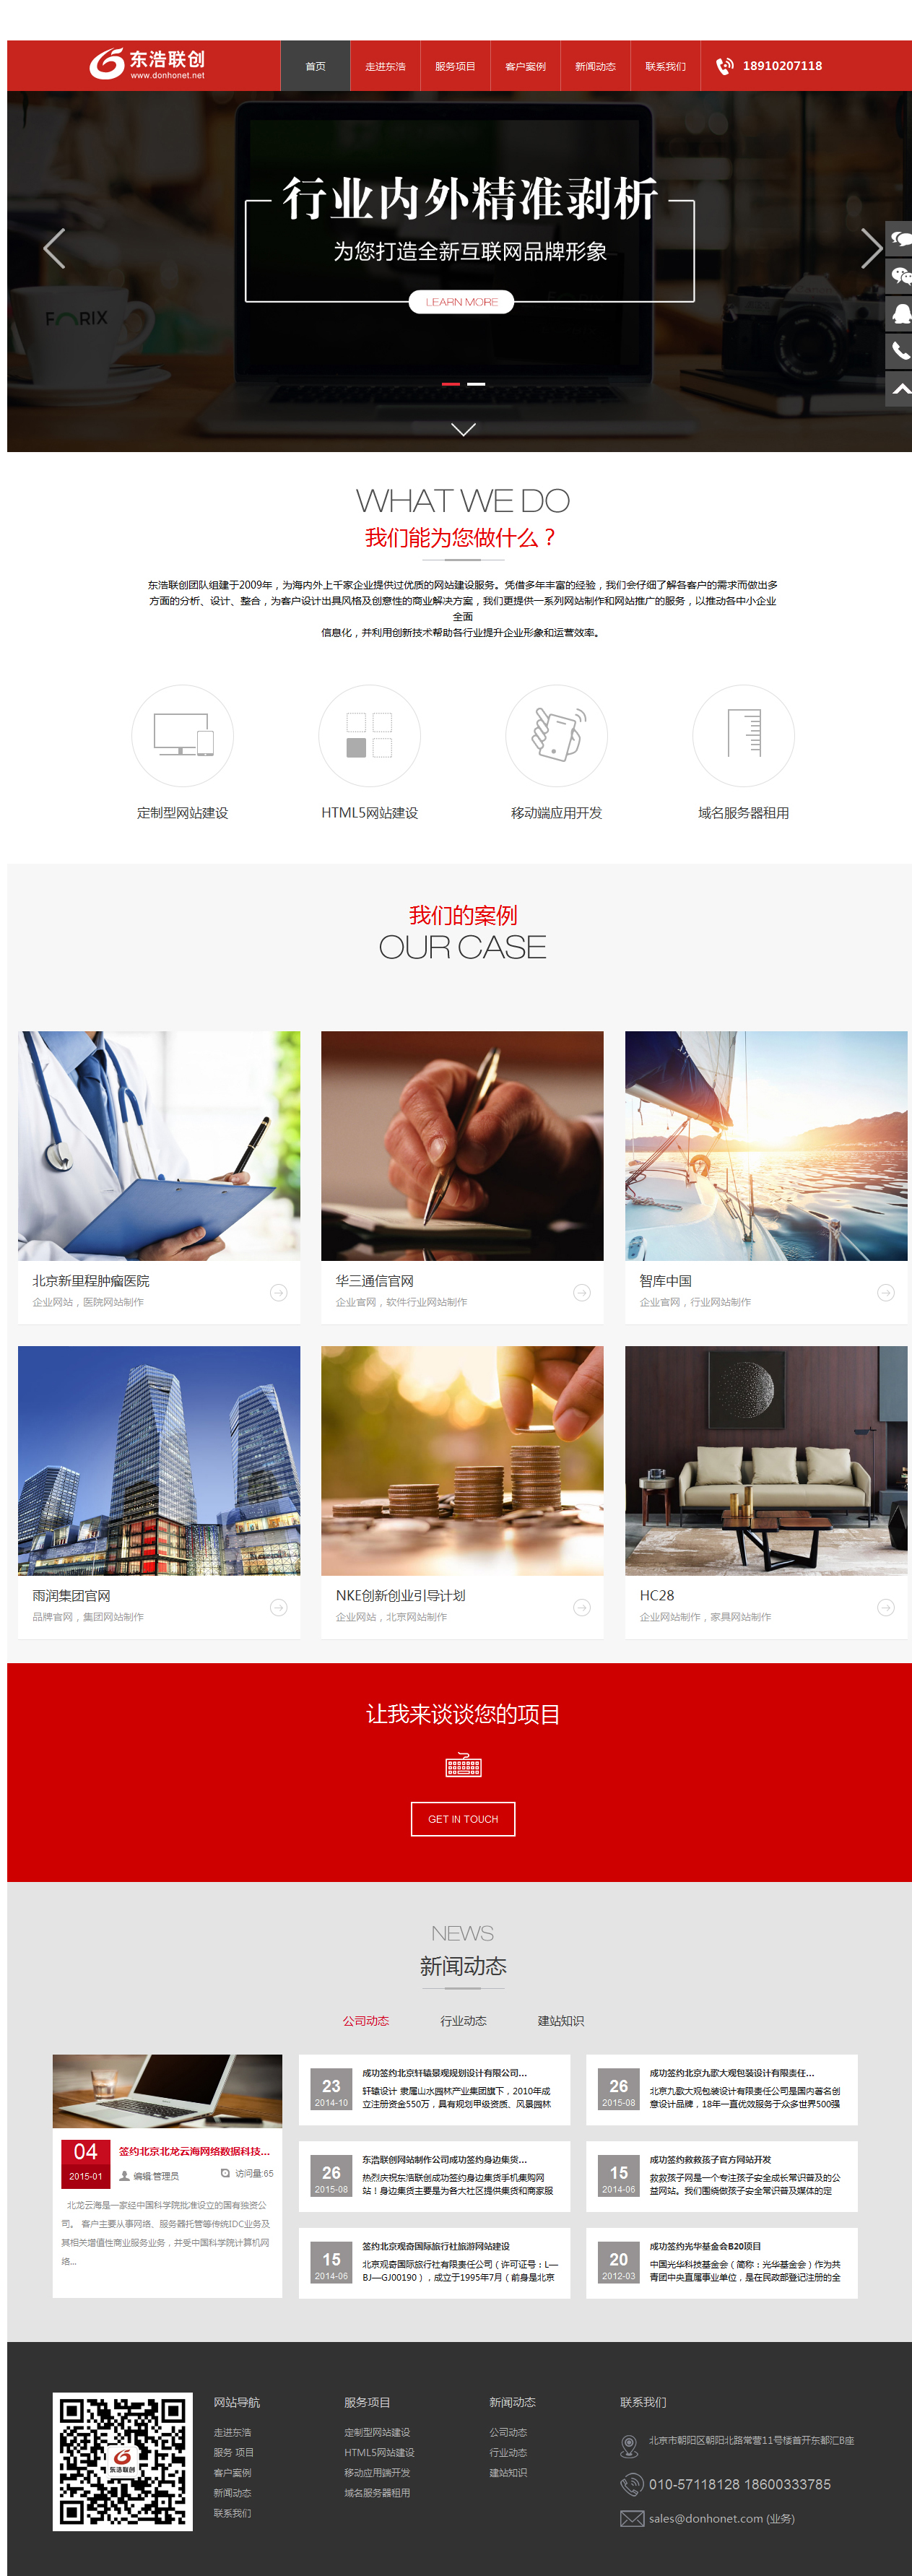 东浩联创
www.donhonet.net
首页
走进东浩
服务项目
客户案例
新闻动态
联系我们
18910207118
行业内外精准剥析
为您打造全新互联网品牌形象
LEARN MORE
FORIX
WHAT WE DO
我们能为您做什么？
东浩联创团队组建于2009年，为海内外上千家企业提供过优质的网站建设服务。凭借多年丰富的经验，我们会仔细了解各客户的需求而做出多
方面的分析、设计、整合，为客户设计出具风格及创意性的商业解决方案，我们更提供一系列网站制作和网站推广的服务，以推动各中小企业
全面
信息化，并利用创新技术帮助各行业提升企业形象和运营效率。
定制型网站建设
HTML5网站建设
移动端应用开发
域名服务器租用
我们的案例
OUR CASE
北京新里程肿瘤医院
企业网站，医院网站制作
华三通信官网
企业官网，软件行业网站制作
智库中国
企业官网，行业网站制作
雨润集团官网
品牌官网，集团网站制作
NKE创新创业引导计划
企业网站，北京网站制作
HC28
企业网站制作，家具网站制作
让我来谈谈您的项目
GET IN TOUCH
NEWS
新闻动态
公司动态
行业动态
建站知识
04
2015-01
签约北京北龙云海网络数据科技...
编辑:管理员
访问量:65
北龙云海是一家经中国科学院批准设立的国有独资公
司。 客户主要从事网络、服务器托管等传统IDC业务及
其相关增值性商业服务业务，并受中国科学院计算机网
络...
23
2014-10
成功签约北京轩辕景观规划设计有限公司...
轩辕设计 隶属山水园林产业集团旗下，2010年成
立注册资金550万，具有规划甲级资质、风景园林
26
2015-08
成功签约北京九歌大观包装设计有限责任...
北京九歌大观包装设计有限责任公司是国内著名创
意设计品牌，18年一直优效服务于众多世界500强
26
2015-08
东浩联创网站制作公司成功签约身边集货...
热烈庆祝东浩联创成功签约身边集货手机集购网
站！身边集货主要是为各大社区提供集货和商家服
15
2014-06
成功签约救救孩子官方网站开发
救救孩子网是一个专注孩子安全成长常识普及的公
益网站。我们围绕做孩子安全常识普及媒体的定
15
2014-06
签约北京观奇国际旅行社旅游网站建设
北京观奇国际旅行社有限责任公司（许可证号：L—
BJ—GJ00190），成立于1995年7月（前身是北京
20
2012-03
成功签约光华基金会B20项目
中国光华科技基金会（简称：光华基金会）作为共
青团中央直属事业单位，是在民政部登记注册的全
东浩联创
网站导航
走进东浩
服务 项目
客户案例
新闻动态
联系我们
服务项目
定制型网站建设
HTML5网站建设
移动应用端开发
域名服务器租用
新闻动态
公司动态
行业动态
建站知识
联系我们
北京市朝阳区朝阳北路常营11号楼首开东都汇B座
010-57118128 18600333785
sales@donhonet.com (业务)